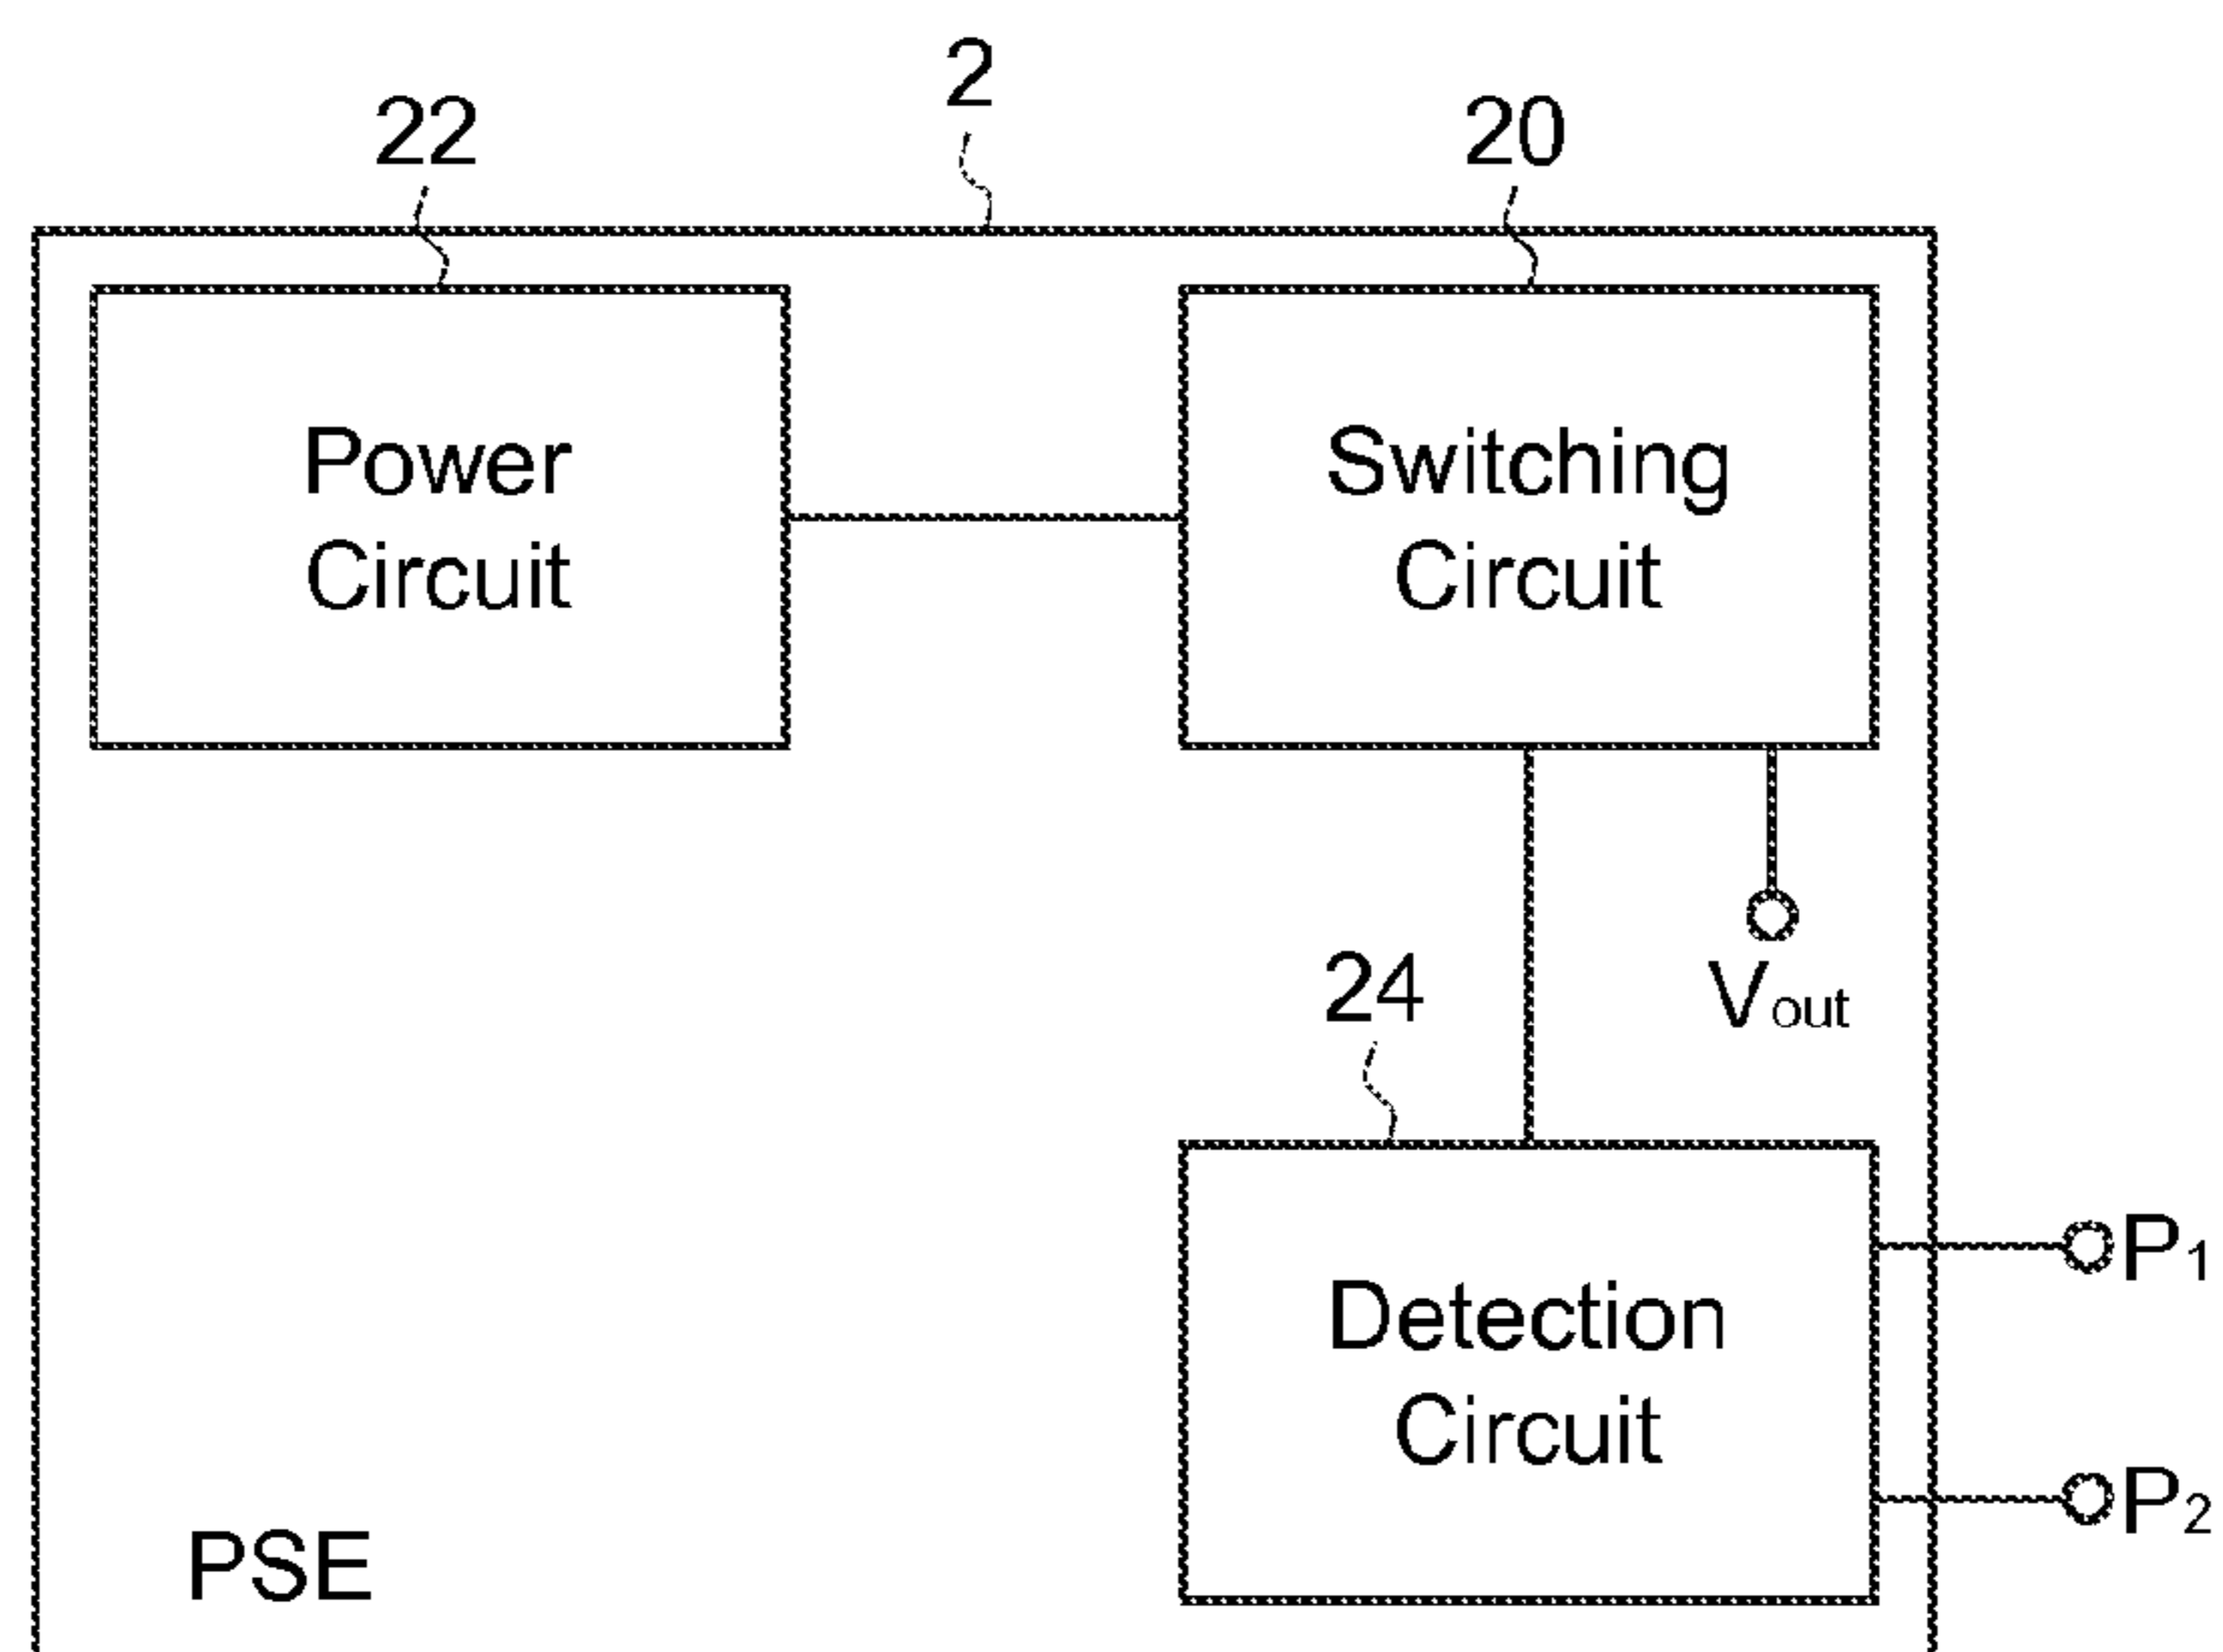 2
22
20
Power
Circuit
Switching
Circuit
Vout
24
Detection
Circuit
P1
P2
PSE